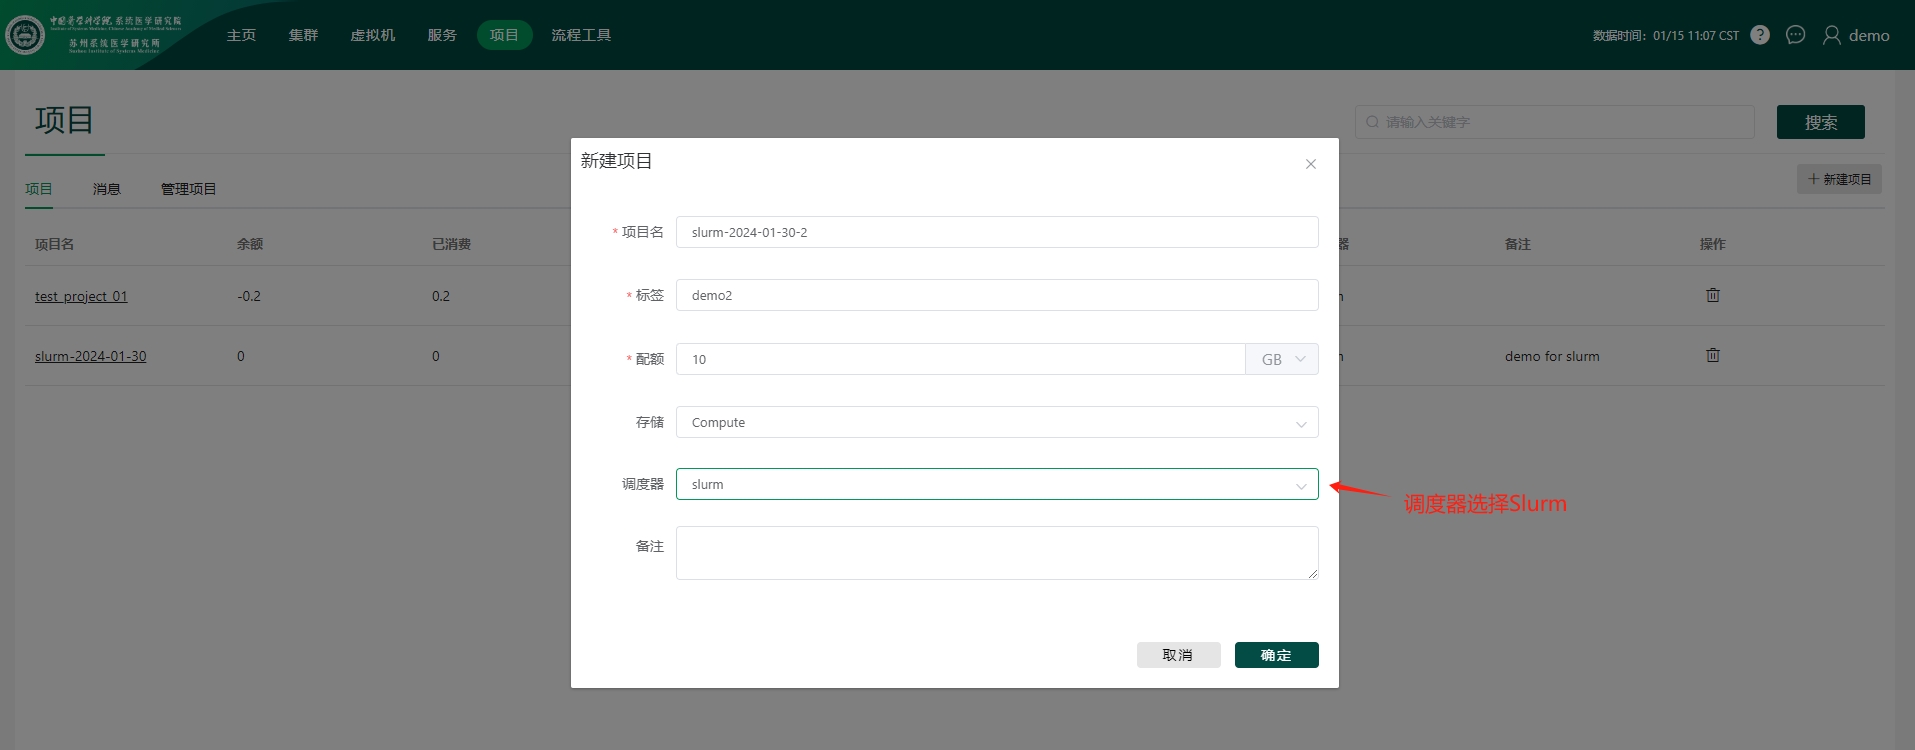 中国医学科学院 系统医学研究院
苏州系统医学研究所
主页 集群 虚拟机 服务 项目 流程工具
数据时间：01/15 11:07 CST ? demo
项目
请输入关键字 搜索
项目 消息 管理项目 + 新建项目
项目名 余额 已消费 器 备注 操作
test_project_01 -0.2 0.2
slurm-2024-01-30 0 0 demo for slurm
新建项目
* 项目名 slurm-2024-01-30-2
* 标签 demo2
* 配额 10 GB
存储 Compute
调度器 slurm
调度器选择Slurm
备注
取消 确定